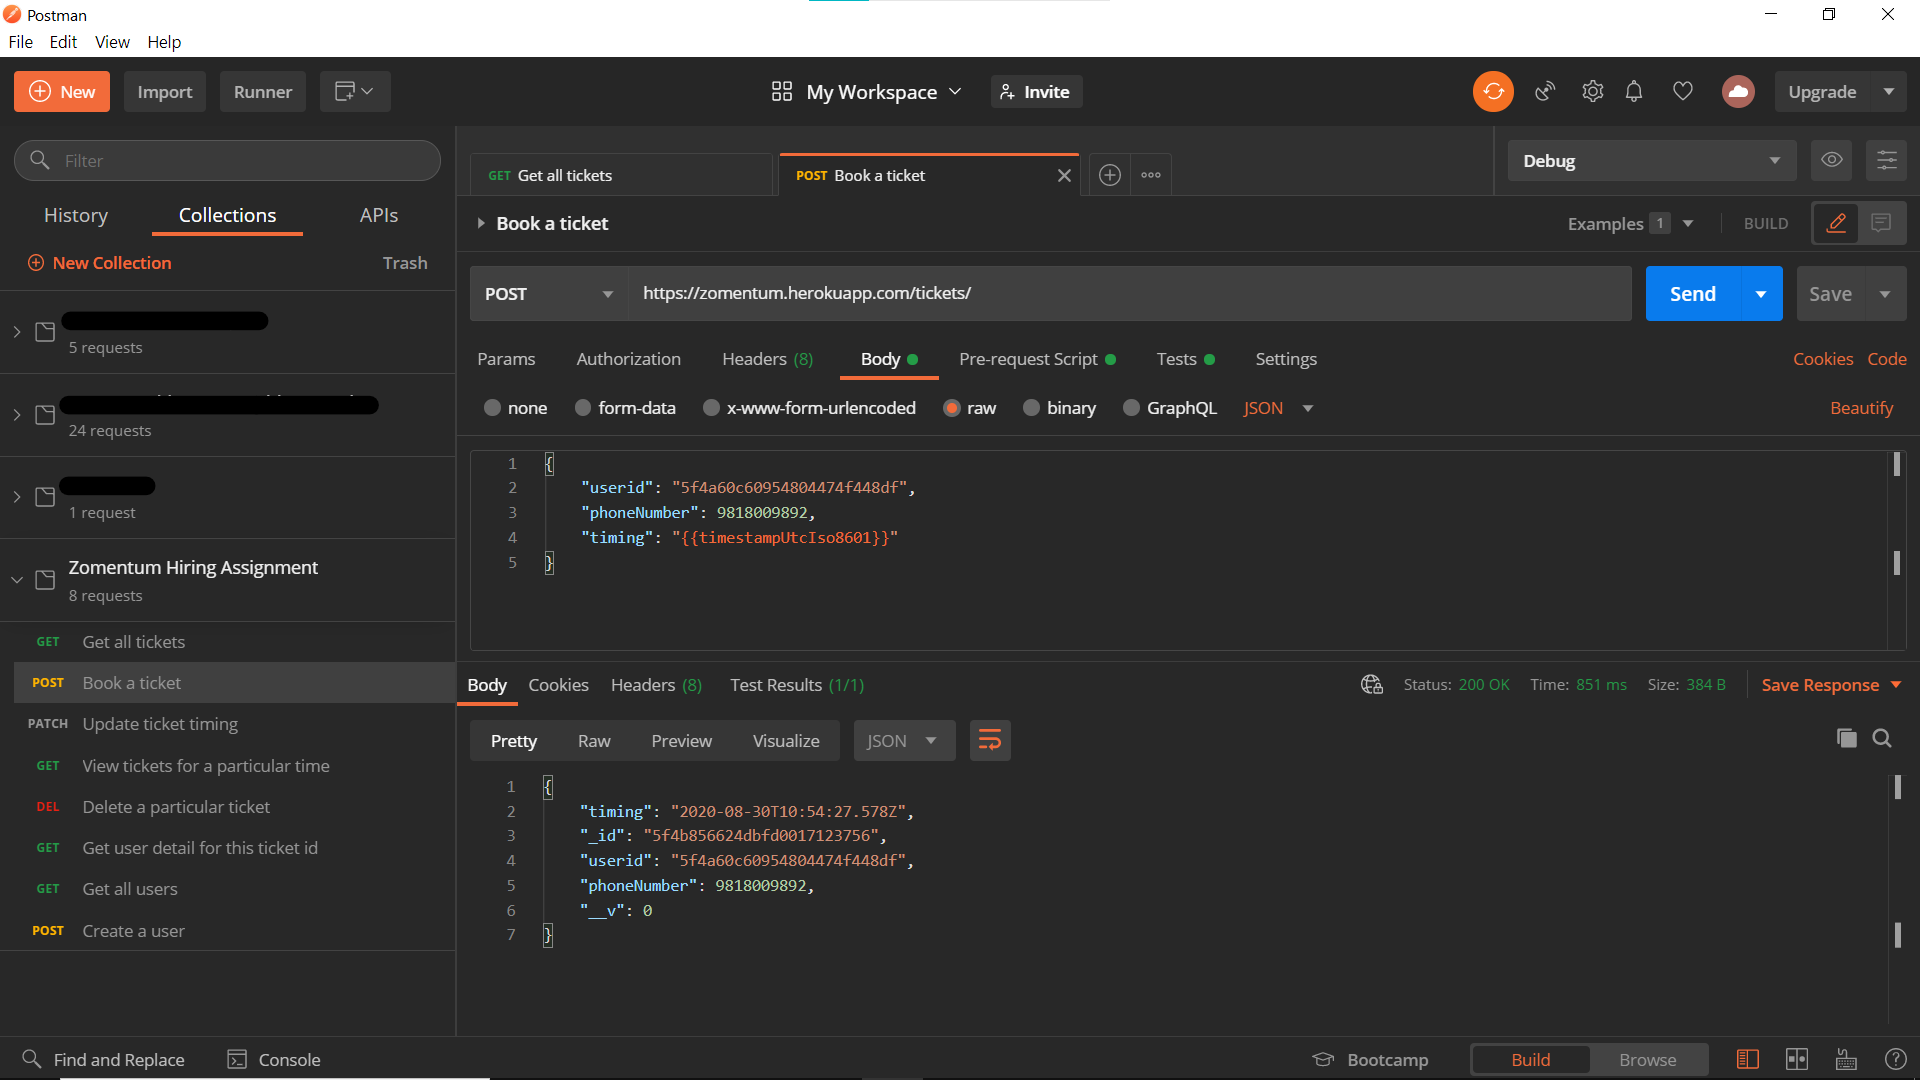 Postman
File Edit View Help
New Import Runner My Workspace Invite Upgrade
Filter
History Collections APIs
New Collection Trash
5 requests
24 requests
1 request
Zomentum Hiring Assignment
8 requests
GET Get all tickets
POST Book a ticket
PATCH Update ticket timing
GET View tickets for a particular time
DEL Delete a particular ticket
GET Get user detail for this ticket id
GET Get all users
POST Create a user
GET Get all tickets POST Book a ticket Debug
Book a ticket Examples 1 BUILD
POST https://zomentum.herokuapp.com/tickets/ Send Save
Params Authorization Headers (8) Body Pre-request Script Tests Settings Cookies Code
none form-data x-www-form-urlencoded raw binary GraphQL JSON Beautify
1 {
2 "userid": "5f4a60c60954804474f448df",
3 "phoneNumber": 9818009892,
4 "timing": "{{timestampUtcIso8601}}"
5 }
Body Cookies Headers (8) Test Results (1/1) Status: 200 OK Time: 851 ms Size: 384 B Save Response
Pretty Raw Preview Visualize JSON
1 {
2 "timing": "2020-08-30T10:54:27.578Z",
3 "_id": "5f4b856624dbfd0017123756",
4 "userid": "5f4a60c60954804474f448df",
5 "phoneNumber": 9818009892,
6 "__v": 0
7 }
Find and Replace Console Bootcamp Build Browse